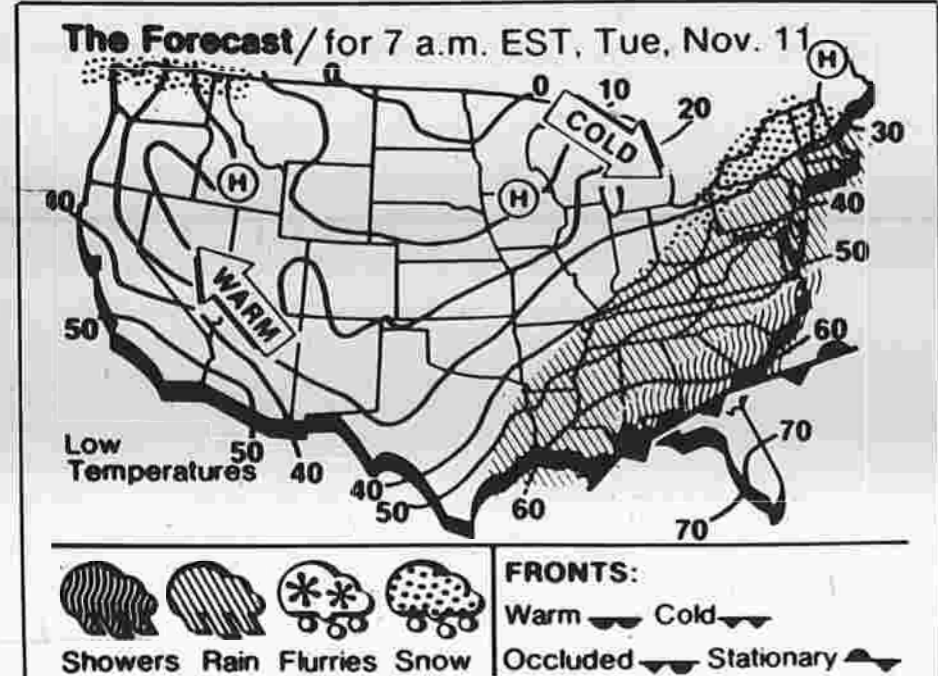 The Forecast/for 7 a.m. EST, Tue, Nov. 11
H
0
0 10 20
COLD
30
H
H
40
40
50
WARM
50
60
Low
Temperatures
50 40
40
50
60
70
70
FRONTS:
Warm Cold
Showers Rain Flurries Snow
Occluded Stationary